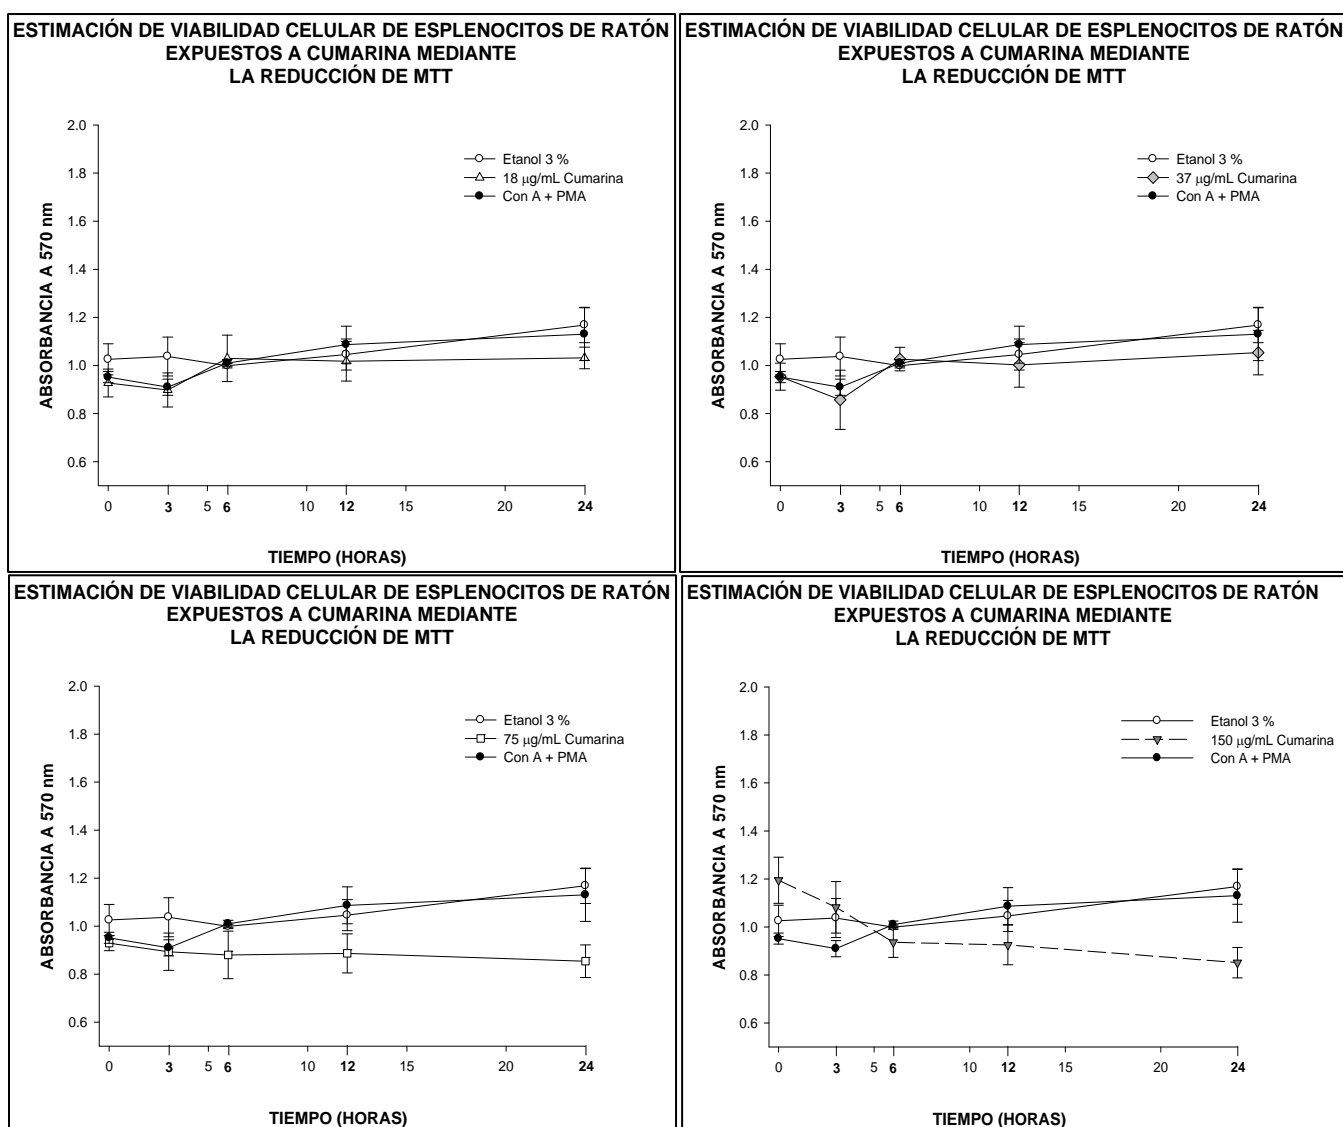 ESTIMACIÓN DE VIABILIDAD CELULAR DE ESPLENOCITOS DE RATÓN
EXPUESTOS A CUMARINA MEDIANTE
LA REDUCCIÓN DE MTT
2.0
1.8
1.6
1.4
1.2
1.0
0.8
0.6
ABSORBANCIA A 570 nm
Etanol 3 %
18 μg/mL Cumarina
Con A + PMA
0 3 5 6 10 12 15 20 24
TIEMPO (HORAS)
ESTIMACIÓN DE VIABILIDAD CELULAR DE ESPLENOCITOS DE RATÓN
EXPUESTOS A CUMARINA MEDIANTE
LA REDUCCIÓN DE MTT
2.0
1.8
1.6
1.4
1.2
1.0
0.8
0.6
ABSORBANCIA A 570 nm
Etanol 3 %
37 μg/mL Cumarina
Con A + PMA
0 3 5 6 10 12 15 20 24
TIEMPO (HORAS)
ESTIMACIÓN DE VIABILIDAD CELULAR DE ESPLENOCITOS DE RATÓN
EXPUESTOS A CUMARINA MEDIANTE
LA REDUCCIÓN DE MTT
2.0
1.8
1.6
1.4
1.2
1.0
0.8
0.6
ABSORBANCIA A 570 nm
Etanol 3 %
75 μg/mL Cumarina
Con A + PMA
0 3 5 6 10 12 15 20 24
TIEMPO (HORAS)
ESTIMACIÓN DE VIABILIDAD CELULAR DE ESPLENOCITOS DE RATÓN
EXPUESTOS A CUMARINA MEDIANTE
LA REDUCCIÓN DE MTT
2.0
1.8
1.6
1.4
1.2
1.0
0.8
0.6
ABSORBANCIA A 570 nm
Etanol 3 %
150 μg/mL Cumarina
Con A + PMA
0 3 5 6 10 12 15 20 24
TIEMPO (HORAS)